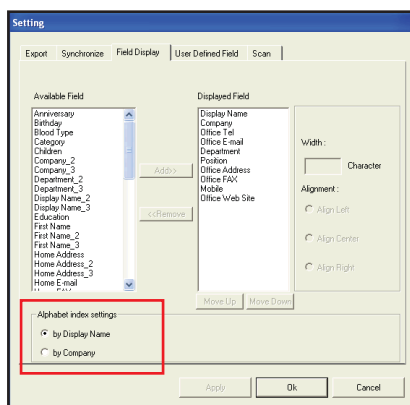 Setting
Export Synchronize Field Display User Defined Field Scan
Available Field
Anniversary
Birthday
Blood Type
Category
Children
Company_2
Company_3
Department_2
Department_3
Display Name_2
Display Name_3
Education
First Name
First Name_2
First Name_3
Home Address
Home Address_2
Home Address_3
Home E-mail
Home FAX
Add>>
<<Remove
Displayed Field
Display Name
Company
Office Tel
Office E-mail
Department
Position
Office Address
Office FAX
Mobile
Office Web Site
Move Up Move Down
Width :
Character
Alignment :
Align Left
Align Center
Align Right
Alphabet index settings
by Display Name
by Company
Apply Ok Cancel